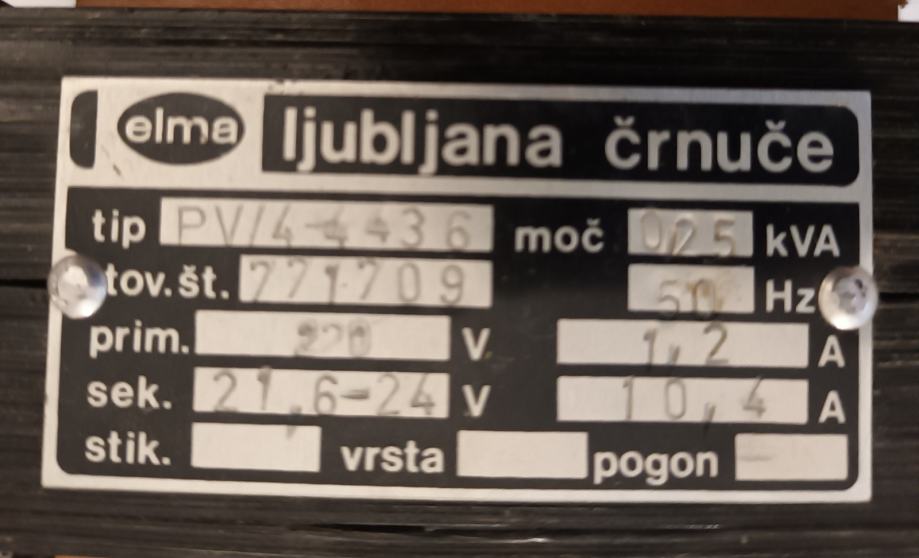 elma ljubljana črnuče
tip PV/4-4436 moč 0,25 kVA
tov.št. 771709 50 Hz
prim. 220 V 1,2 A
sek. 21,6-24 V 10,4 A
stik. vrsta pogon -